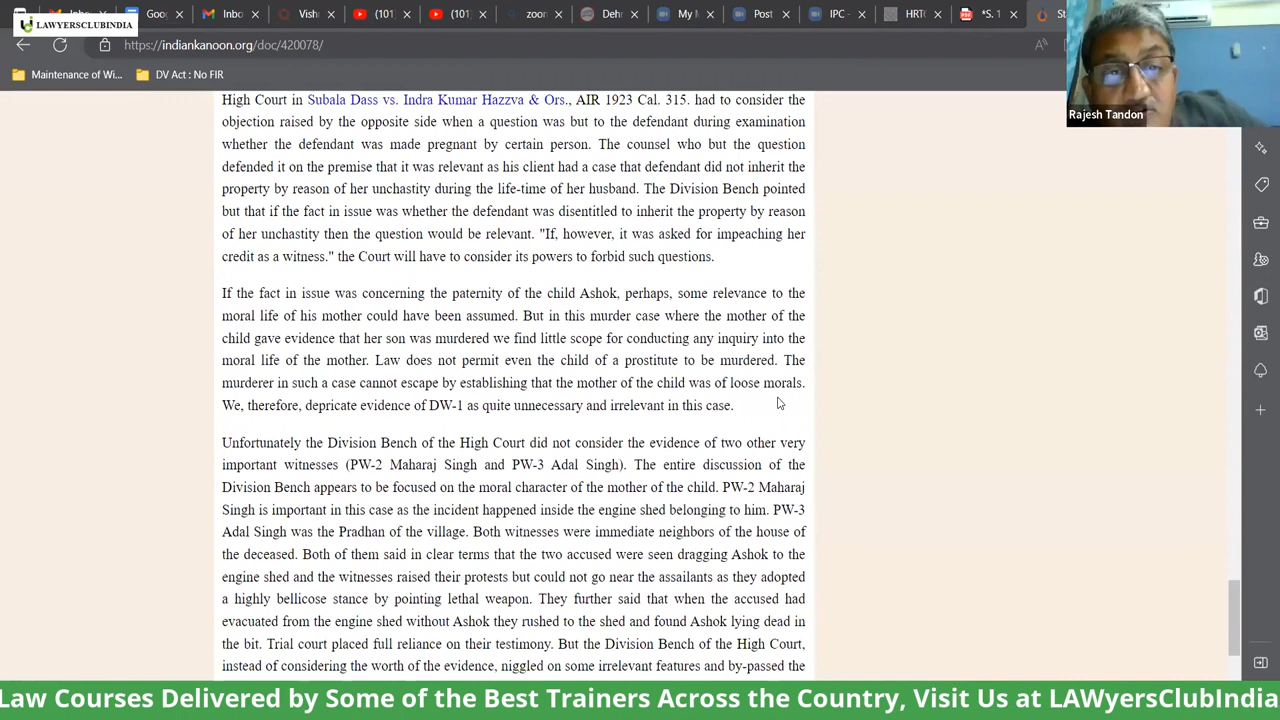 Inbo
Goo
Inbo
Vishn
(101
(101
zoor
Dehr
My M
- C
HRTC
*S. 1
St
LAWYERSCLUBINDIA
https://indiankanoon.org/doc/420078/
Maintenance of Wi...
DV Act : No FIR
Rajesh Tandon
High Court in Subala Dass vs. Indra Kumar Hazzva & Ors., AIR 1923 Cal. 315. had to consider the
objection raised by the opposite when a question was but to the defendant during examination
whether the defendant was made pregnant by certain person. The counsel who but the question
defended it on the premise that it was relevant as his client had a case that defendant did not inherit the
property by reason of her unchastity during the life-time of her husband. The Division Bench pointed
but that if the fact in issue was whether the defendant was disentitled to inherit the property by reason
of her unchastity then the question would be relevant. "If, however, it was asked for impeaching her
credit as a witness." the Court will have to consider its powers to forbid such questions.
If the fact in issue was concerning the paternity of the child Ashok, perhaps, some relevance to the
moral life of his mother could have been assumed. But in this murder case where the mother of the
child gave evidence that her son was murdered we find little scope for conducting any inquiry into the
moral life of the mother. Law does not permit even the child of a prostitute to be murdered. The
murderer in such a case cannot escape by establishing that the mother of the child was of loose morals.
We, therefore, depricate evidence of DW-1 as quite unnecessary and irrelevant in this case.
Unfortunately the Division Bench of the High Court did not consider the evidence of two other very
important witnesses (PW-2 Maharaj Singh and PW-3 Adal Singh). The entire discussion of the
Division Bench appears to be focused on the moral character of the mother of the child. PW-2 Maharaj
Singh is important in this case as the incident happened inside the engine shed belonging to him. PW-3
Adal Singh was the Pradhan of the village. Both witnesses were immediate neighbors of the house of
the deceased. Both of them said in clear terms that the two accused were seen dragging Ashok to the
engine shed and the witnesses raised their protests but could not go near the assailants as they adopted
a highly bellicose stance by pointing lethal weapon. They further said that when the accused had
evacuated from the engine shed without Ashok they rushed to the shed and found Ashok lying dead in
the bit. Trial court placed full reliance on their testimony. But the Division Bench of the High Court,
instead of considering the worth of the evidence, niggled on some irrelevant features and by-passed the
Law Courses Delivered by Some of the Best Trainers Across the Country, Visit Us at LAWyersClubIndia